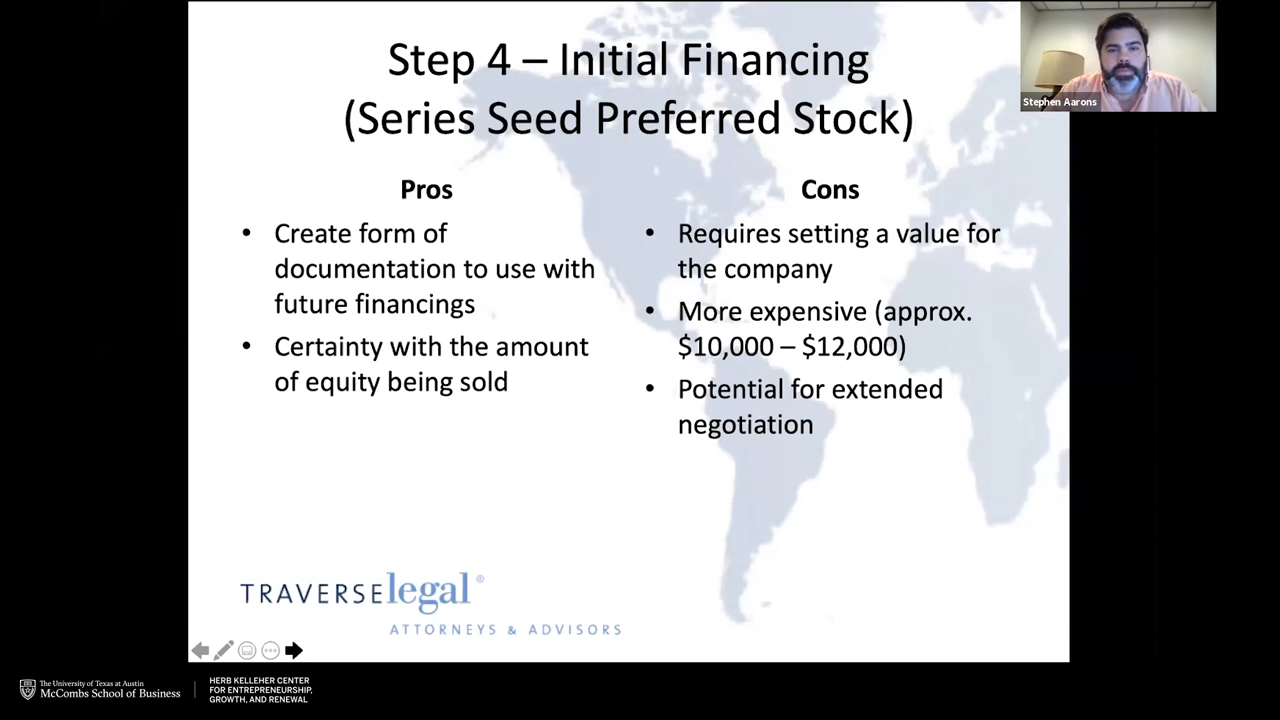 Step 4 – Initial Financing
(Series Seed Preferred Stock)
Stephen Aarons
Pros
• Create form of
documentation to use with
future financings
• Certainty with the amount
of equity being sold
Cons
• Requires setting a value for
the company
• More expensive (approx.
$10,000 – $12,000)
• Potential for extended
negotiation
TRAVERSElegal®
ATTORNEYS & ADVISORS
The University of Texas at Austin
McCombs School of Business
HERB KELLEHER CENTER
FOR ENTREPRENEURSHIP,
GROWTH, AND RENEWAL